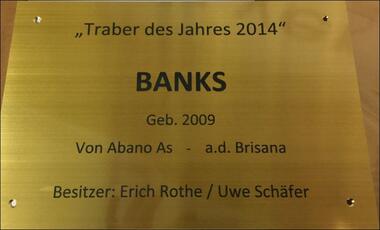 „Traber des Jahres 2014“
BANKS
Geb. 2009
Von Abano As - a.d. Brisana
Besitzer: Erich Rothe / Uwe Schäfer